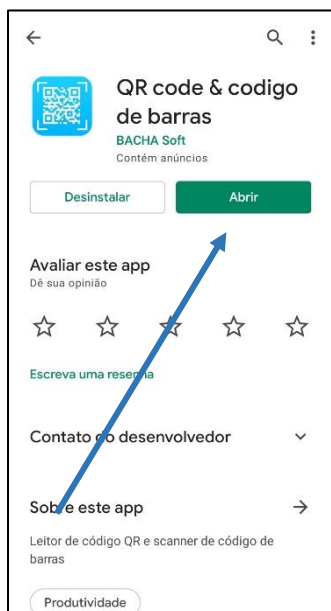 QR code & codigo
de barras
BACHA Soft
Contém anúncios
Desinstalar
Abrir
Avaliar este app
Dê sua opinião
Escreva uma resenha
Contato do desenvolvedor
Sobre este app
Leitor de código QR e scanner de código de
barras
Produtividade